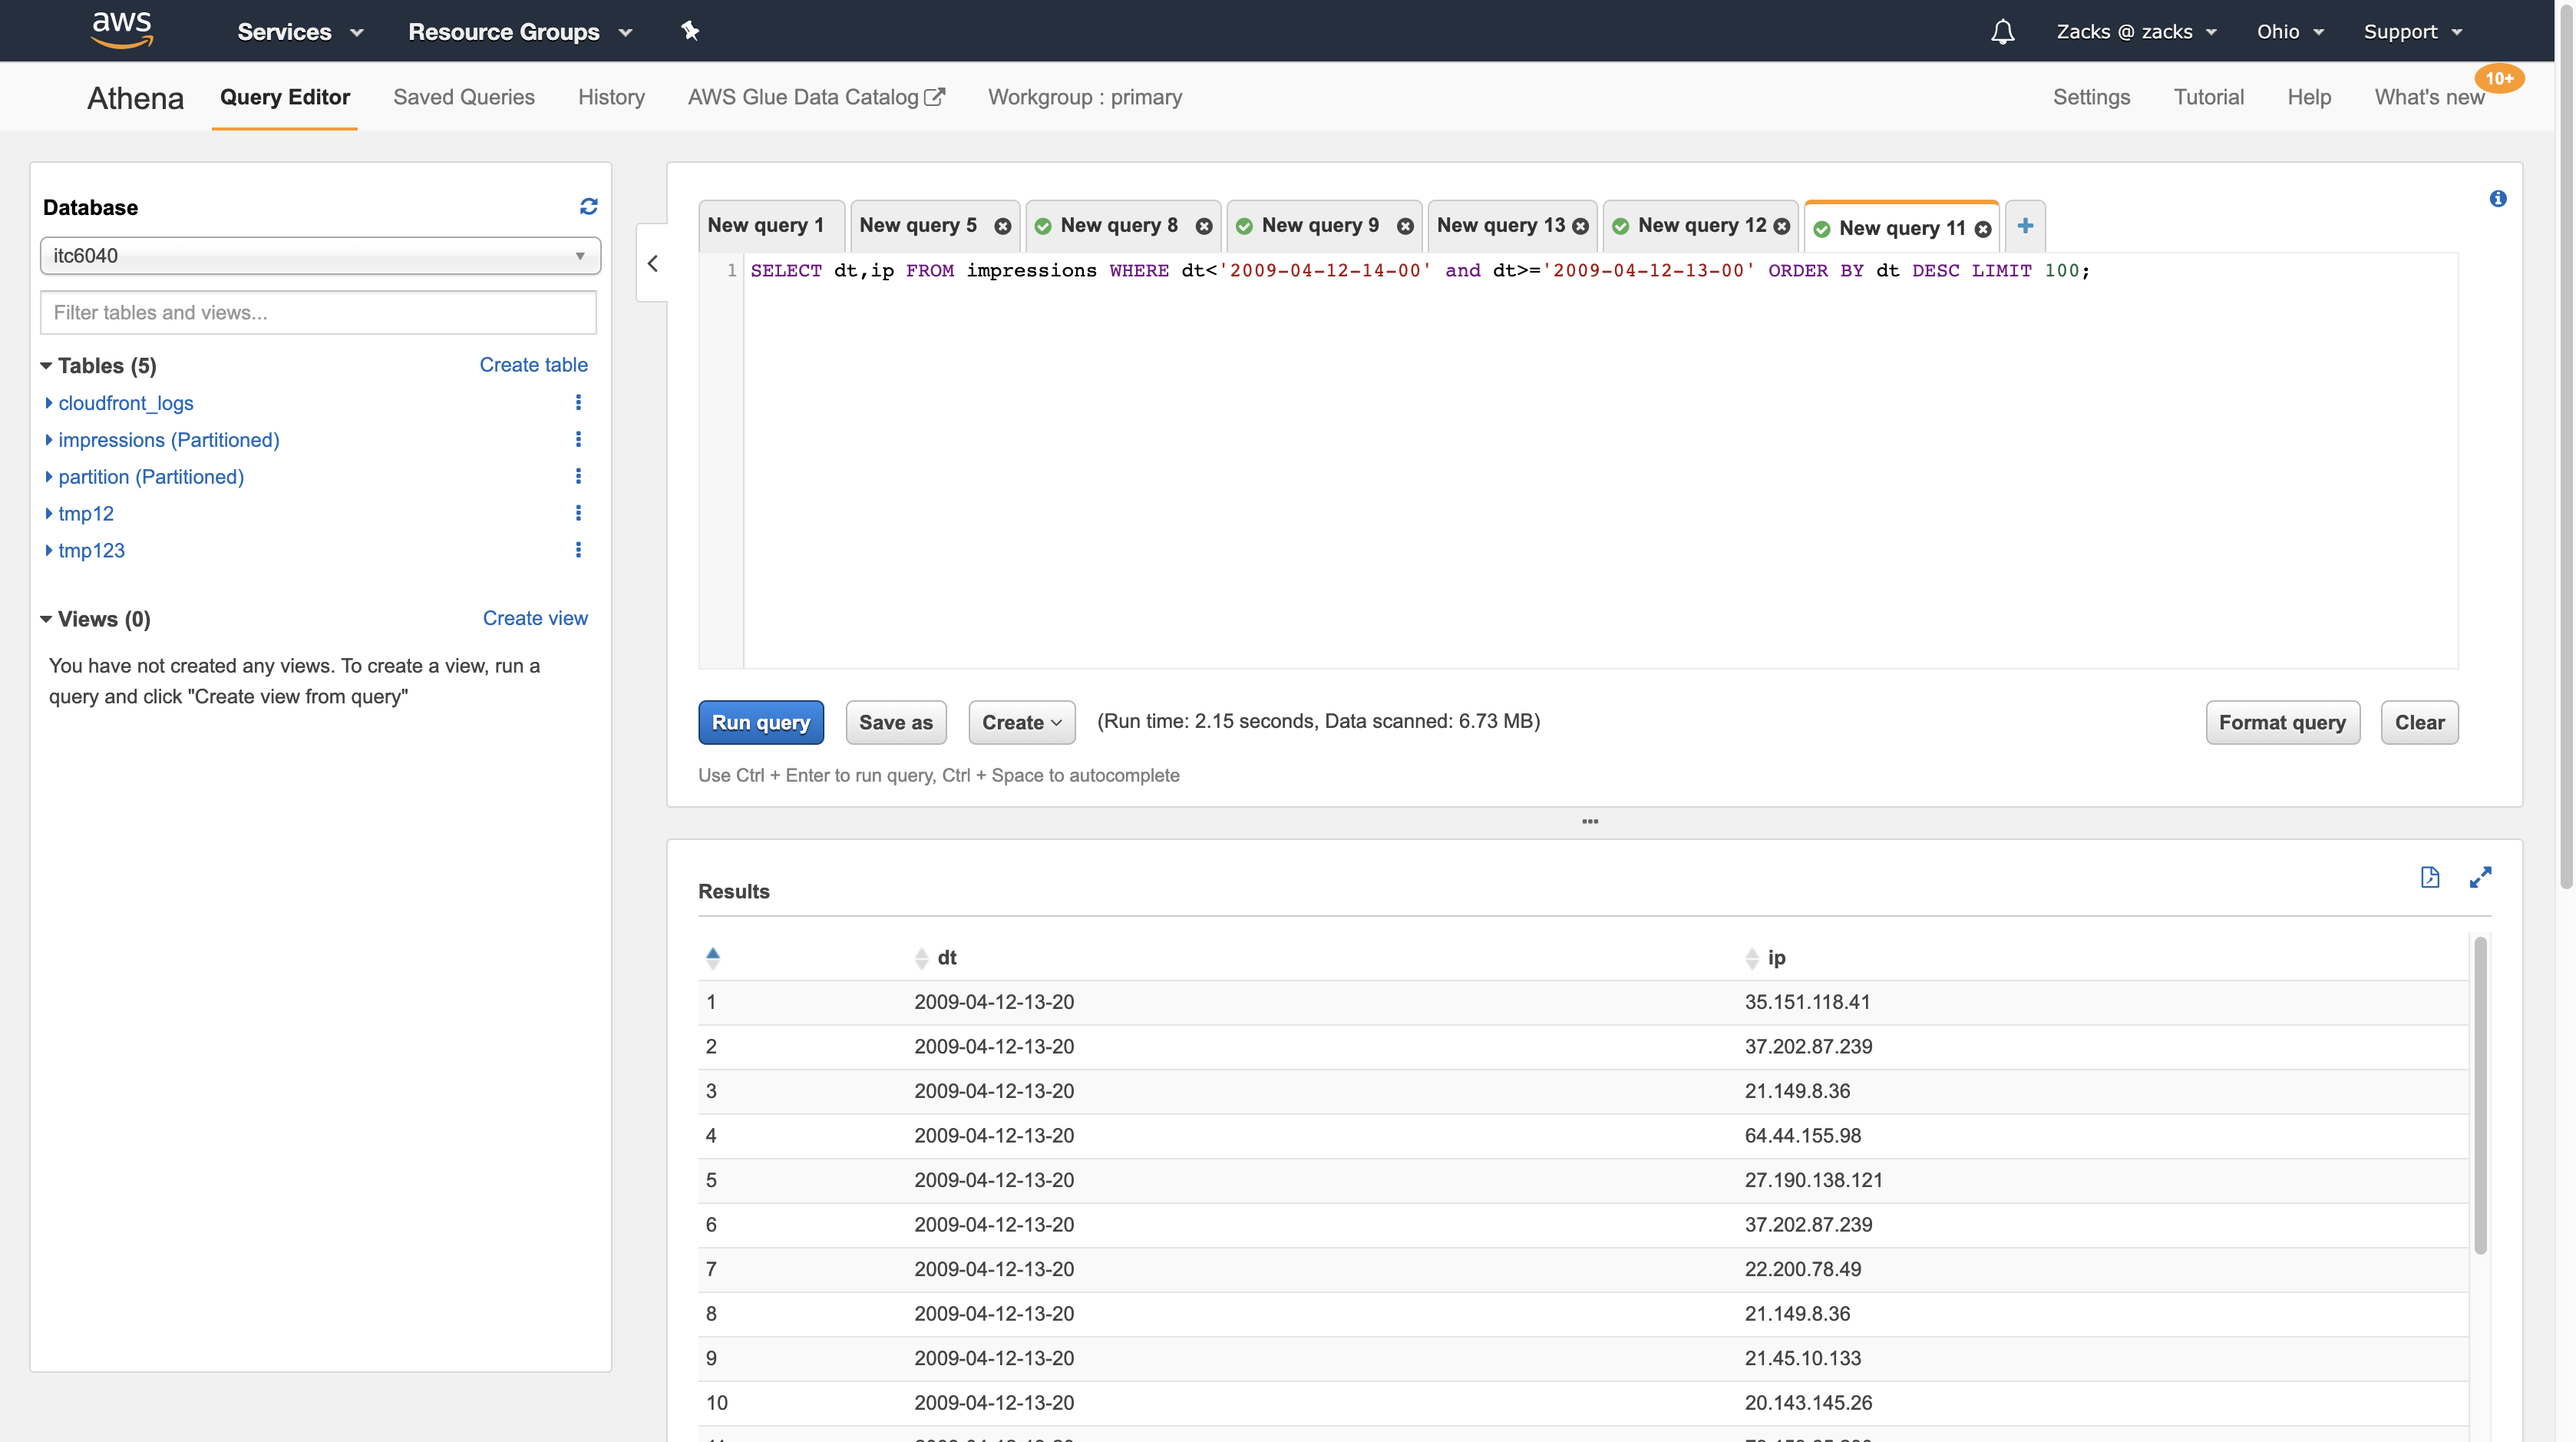 aws Services Resource Groups Zacks @ zacks Ohio Support
Athena Query Editor Saved Queries History AWS Glue Data Catalog Workgroup : primary Settings Tutorial Help What's new 10+
Database
itc6040
Filter tables and views...
Tables (5) Create table
cloudfront_logs
impressions (Partitioned)
partition (Partitioned)
tmp12
tmp123
Views (0) Create view
You have not created any views. To create a view, run a
query and click "Create view from query"
New query 1 New query 5 New query 8 New query 9 New query 13 New query 12 New query 11
1 SELECT dt,ip FROM impressions WHERE dt<'2009-04-12-14-00' and dt>='2009-04-12-13-00' ORDER BY dt DESC LIMIT 100;
Run query Save as Create (Run time: 2.15 seconds, Data scanned: 6.73 MB) Format query Clear
Use Ctrl + Enter to run query, Ctrl + Space to autocomplete
Results
dt ip
1 2009-04-12-13-20 35.151.118.41
2 2009-04-12-13-20 37.202.87.239
3 2009-04-12-13-20 21.149.8.36
4 2009-04-12-13-20 64.44.155.98
5 2009-04-12-13-20 27.190.138.121
6 2009-04-12-13-20 37.202.87.239
7 2009-04-12-13-20 22.200.78.49
8 2009-04-12-13-20 21.149.8.36
9 2009-04-12-13-20 21.45.10.133
10 2009-04-12-13-20 20.143.145.26